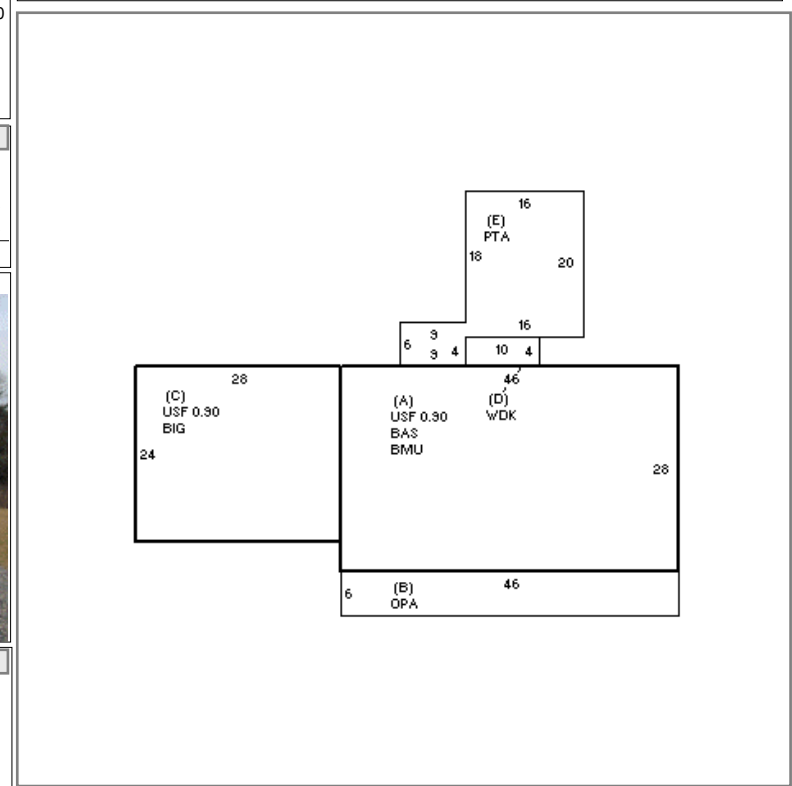 0
16
(E)
PTA
18
20
16
9
6
9 4
10 4
28
46
(C)
USF 0.90
BIG
(A)
USF 0.90
BAS
BMU
(D)
WDK
24
28
46
6
(B)
OPA